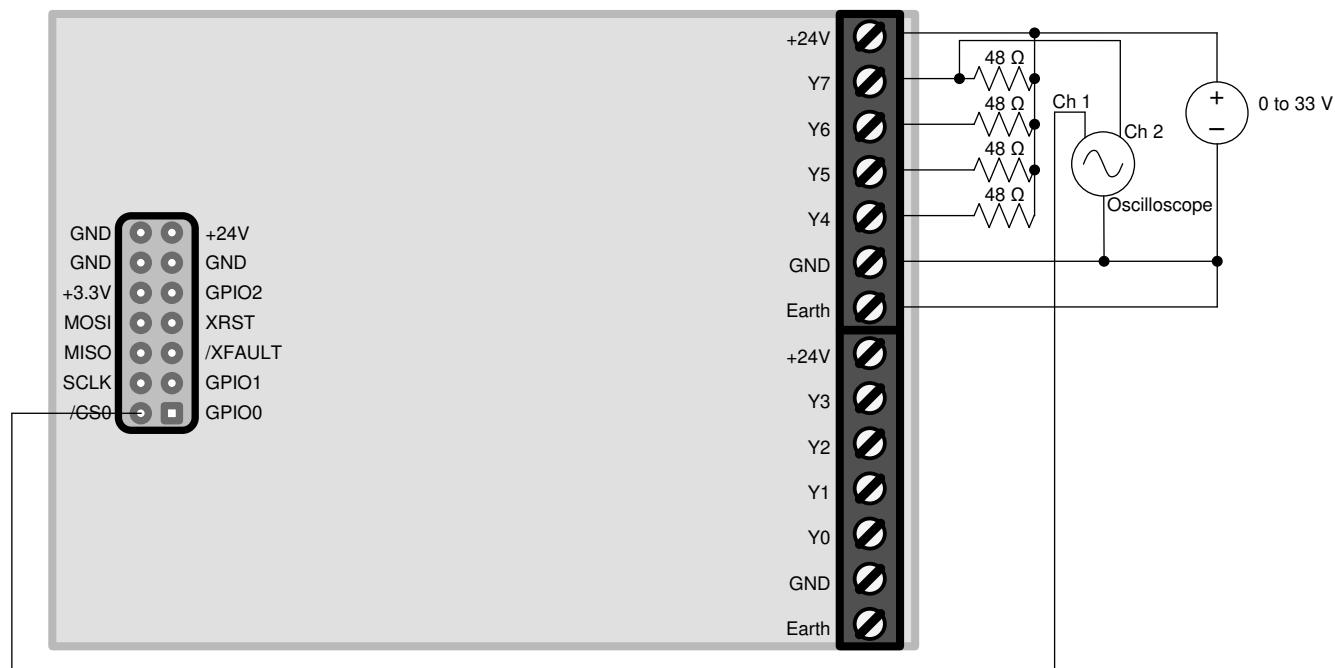 +24V
Y7
Y6
Y5
Y4
GND
Earth
+24V
Y3
Y2
Y1
Y0
GND
Earth
48 Ω
48 Ω
48 Ω
48 Ω
Ch 1
Ch 2
Oscilloscope
+
−
0 to 33 V
GND +24V
GND GND
+3.3V GPIO2
MOSI XRST
MISO /XFAULT
SCLK GPIO1
/CS0 GPIO0